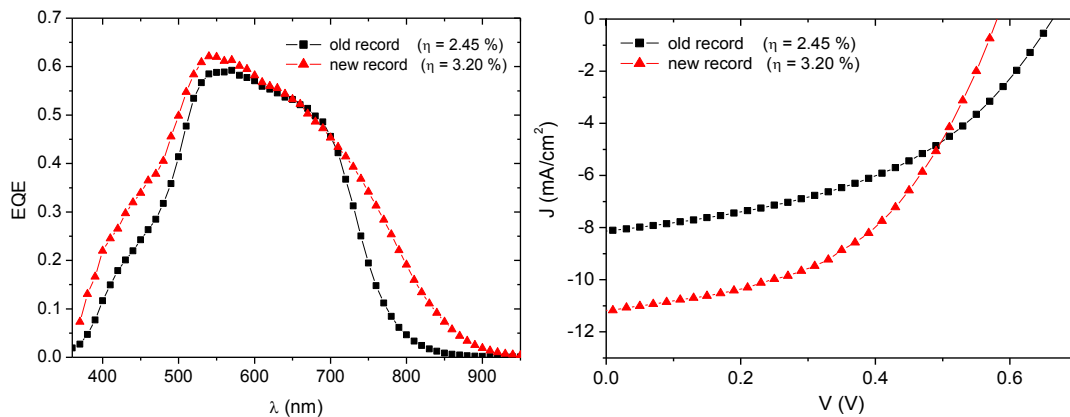 0.7
0.6
0.5
0.4
0.3
0.2
0.1
0.0
EQE
400 500 600 700 800 900
λ (nm)
old record (η = 2.45 %)
new record (η = 3.20 %)
0
-2
-4
-6
-8
-10
-12
J (mA/cm²)
0.0 0.2 0.4 0.6
V (V)
old record (η = 2.45 %)
new record (η = 3.20 %)